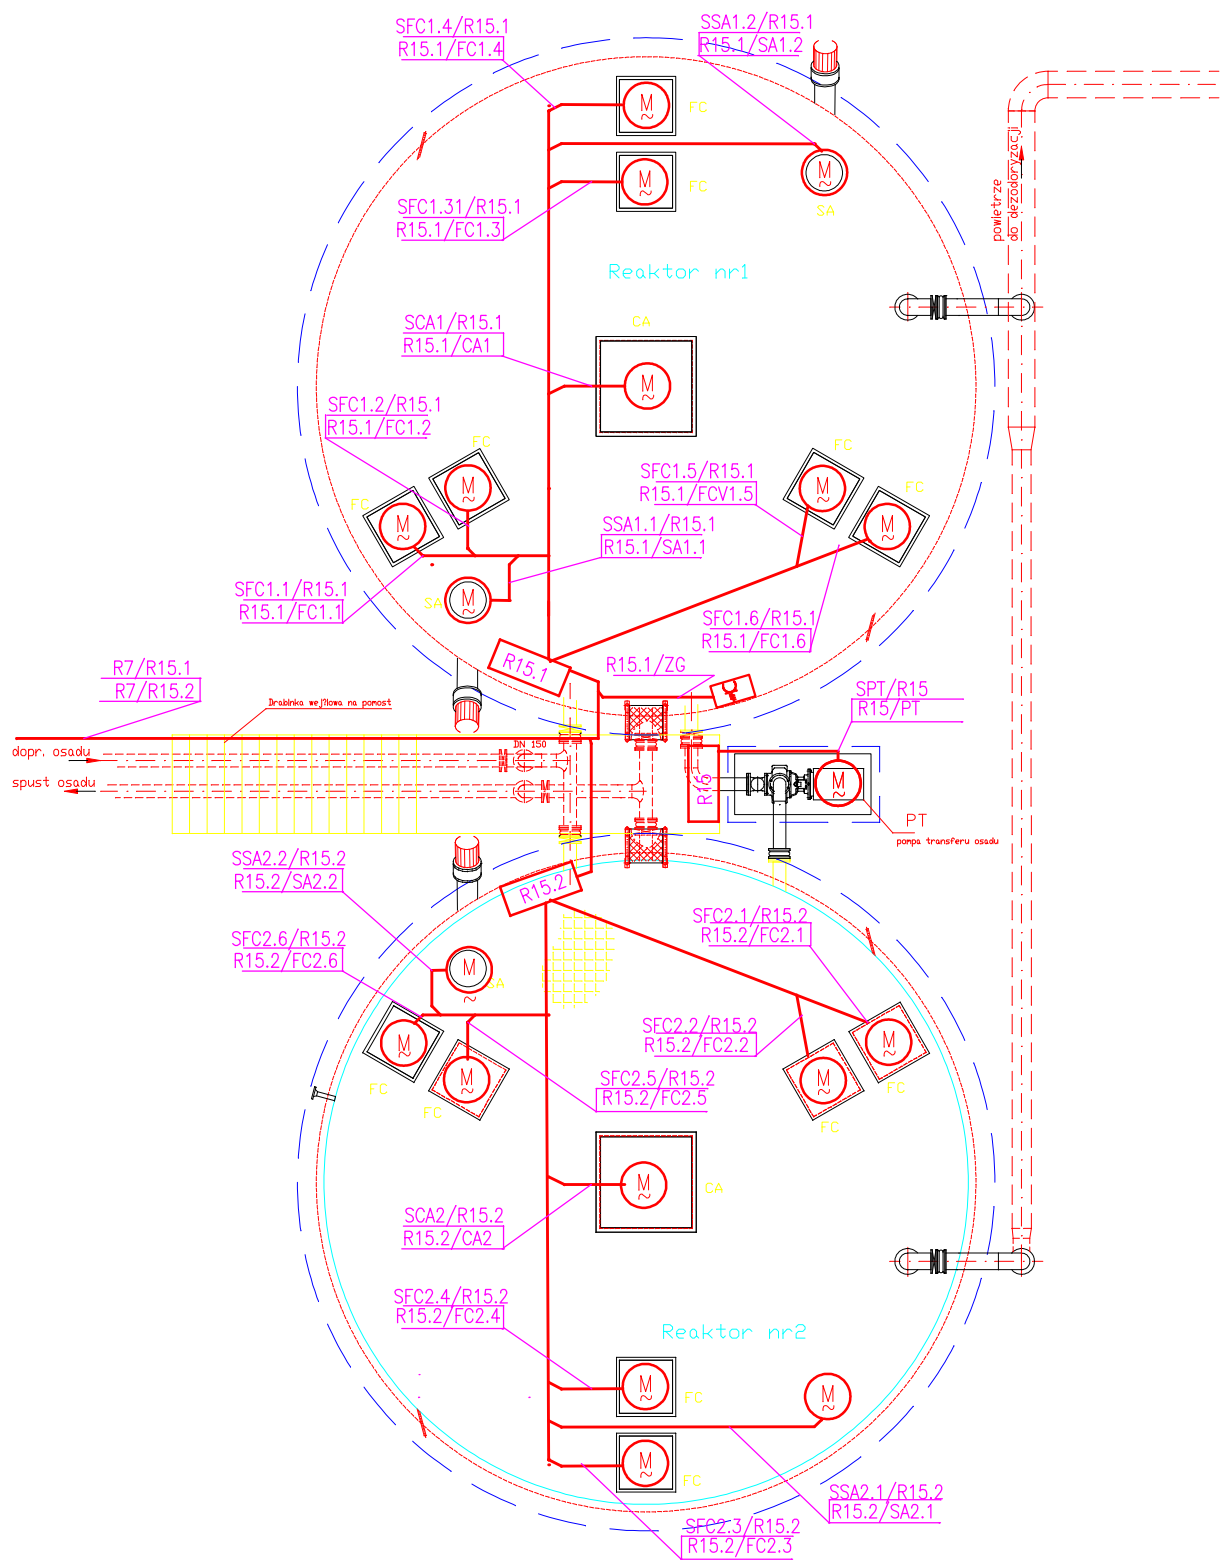 SFC1.4/R15.1
R15.1/FC1.4
SSA1.2/R15.1
R15.1/SA1.2
M
~
FC
M
~
FC
M
~
SA
SFC1.31/R15.1
R15.1/FC1.3
powietrze
do dezodoryzacji
Reaktor nr1
SCA1/R15.1
R15.1/CA1
CA
M
~
SFC1.2/R15.1
R15.1/FC1.2
FC
M
~
FC
M
~
SFC1.5/R15.1
R15.1/FCV1.5
FC
M
~
FC
M
~
SSA1.1/R15.1
R15.1/SA1.1
SFC1.1/R15.1
R15.1/FC1.1
SA
M
~
SFC1.6/R15.1
R15.1/FC1.6
R15.1
R15.1/ZG
R7/R15.1
R7/R15.2
Drabinka wej?lowa na pomost
SPT/R15
R15/PT
dopr. osadu
DN 150
spust osadu
R15
M
~
PT
pompa transferu osadu
SSA2.2/R15.2
R15.2/SA2.2
R15.2
SFC2.1/R15.2
R15.2/FC2.1
SFC2.6/R15.2
R15.2/FC2.6
M
~
SA
SFC2.2/R15.2
R15.2/FC2.2
M
~
FC
M
~
FC
M
~
FC
M
~
FC
SFC2.5/R15.2
R15.2/FC2.5
M
~
CA
SCA2/R15.2
R15.2/CA2
SFC2.4/R15.2
R15.2/FC2.4
Reaktor nr2
M
~
FC
M
~
M
~
FC
SSA2.1/R15.2
R15.2/SA2.1
SFC2.3/R15.2
R15.2/FC2.3